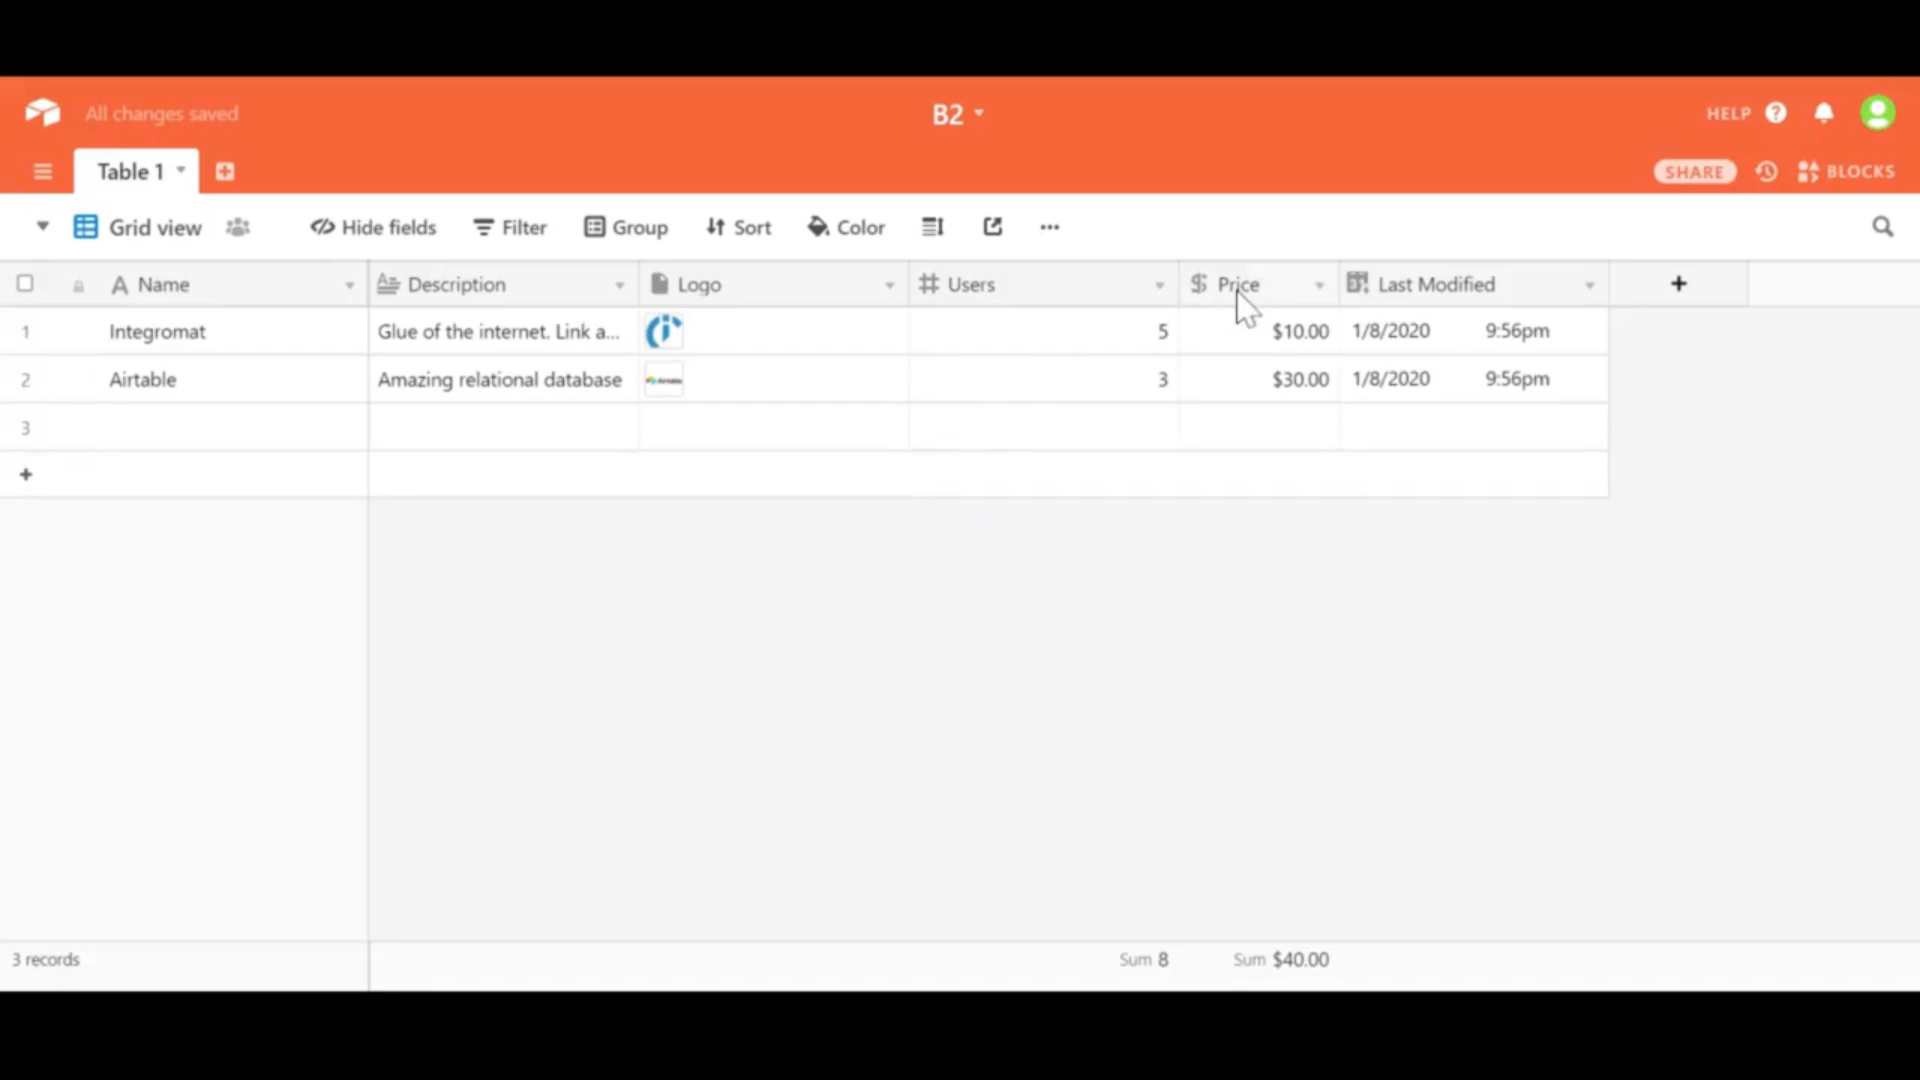 All changes saved
B2
HELP
Table 1
SHARE
BLOCKS
Grid view
Hide fields
Filter
Group
Sort
Color
Name
Description
Logo
Users
Price
Last Modified
1
Integromat
Glue of the internet. Link a...
5
$10.00
1/8/2020
9:56pm
2
Airtable
Amazing relational database
Airtable
3
$30.00
1/8/2020
9:56pm
3
3 records
Sum 8
Sum $40.00